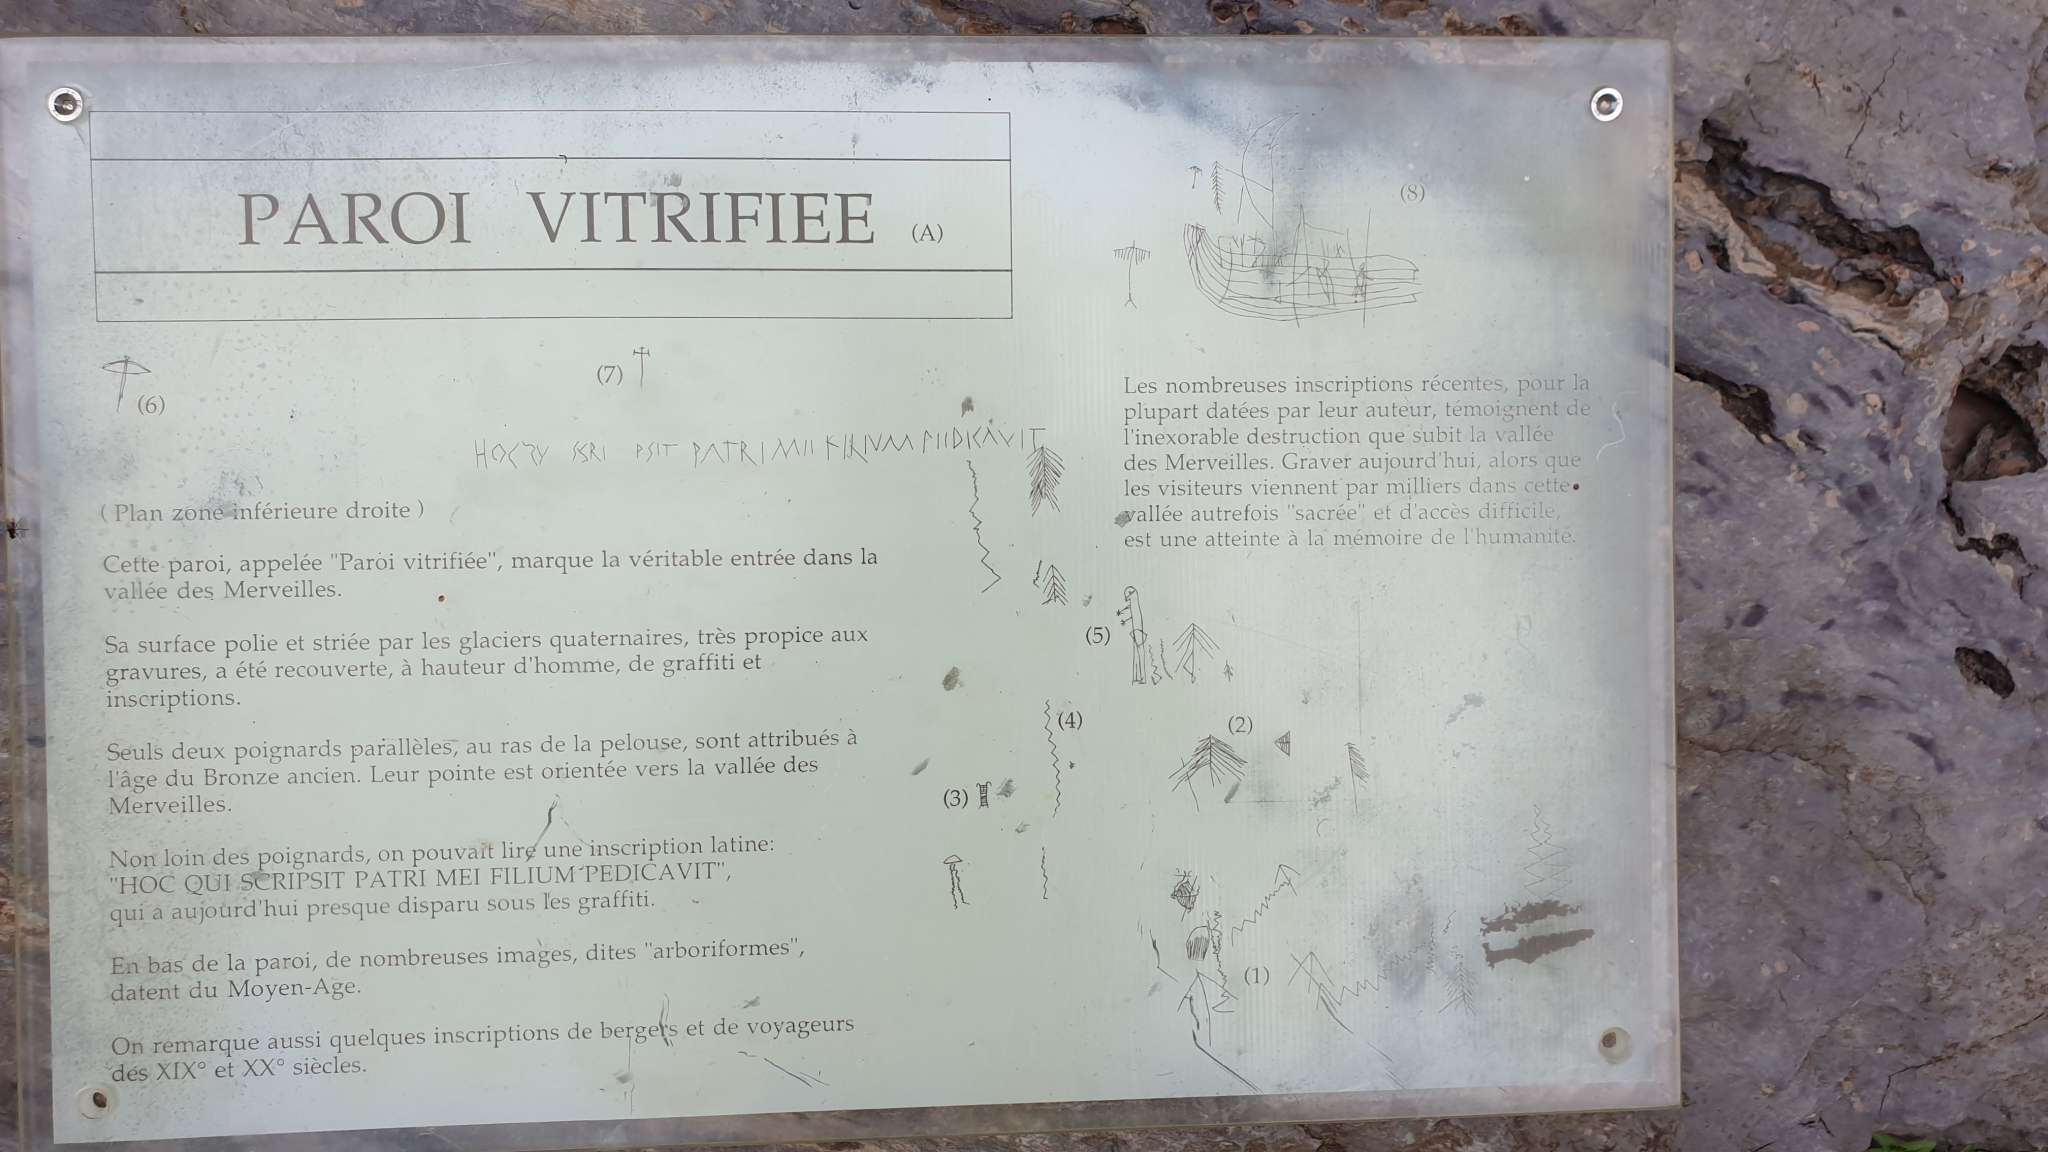 PAROI VITRIFIEE (A)
(6)
(7)
(8)
( Plan zone inférieure droite )
Cette paroi, appelée "Paroi vitrifiée", marque la véritable entrée dans la
vallée des Merveilles.
Sa surface polie et striée par les glaciers quaternaires, très propice aux
gravures, a été recouverte, à hauteur d'homme, de graffiti et
inscriptions.
Seuls deux poignards parallèles, au ras de la pelouse, sont attribués à
l'âge du Bronze ancien. Leur pointe est orientée vers la vallée des
Merveilles.
Non loin des poignards, on pouvait lire une inscription latine:
"HOC QUI SCRIPSIT PATRI MEI FILIUM PEDICAVIT",
qui a aujourd'hui presque disparu sous les graffiti.
En bas de la paroi, de nombreuses images, dites "arboriformes",
datent du Moyen-Age.
On remarque aussi quelques inscriptions de bergers et de voyageurs
dés XIX° et XX° siècles.
Les nombreuses inscriptions récentes, pour la
plupart datées par leur auteur, témoignent de
l'inexorable destruction que subit la vallée
des Merveilles. Graver aujourd'hui, alors que
les visiteurs viennent par milliers dans cette
vallée autrefois "sacrée" et d'accès difficile,
est une atteinte à la mémoire de l'humanité.
(5)
(4)
(2)
(3)
(1)